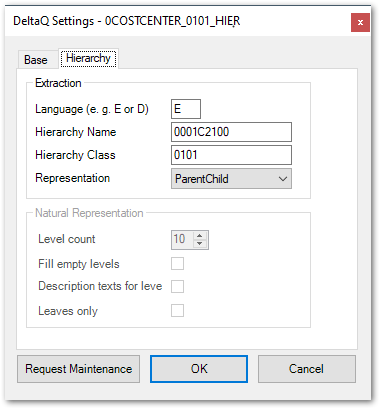 DeltaQ Settings - 0COSTCENTER_0101_HIER
x
Base
Hierarchy
Extraction
Language (e. g. E or D) E
Hierarchy Name 0001C2100
Hierarchy Class 0101
Representation ParentChild
Natural Representation
Level count 10
Fill empty levels
Description texts for leve
Leaves only
Request Maintenance
OK
Cancel